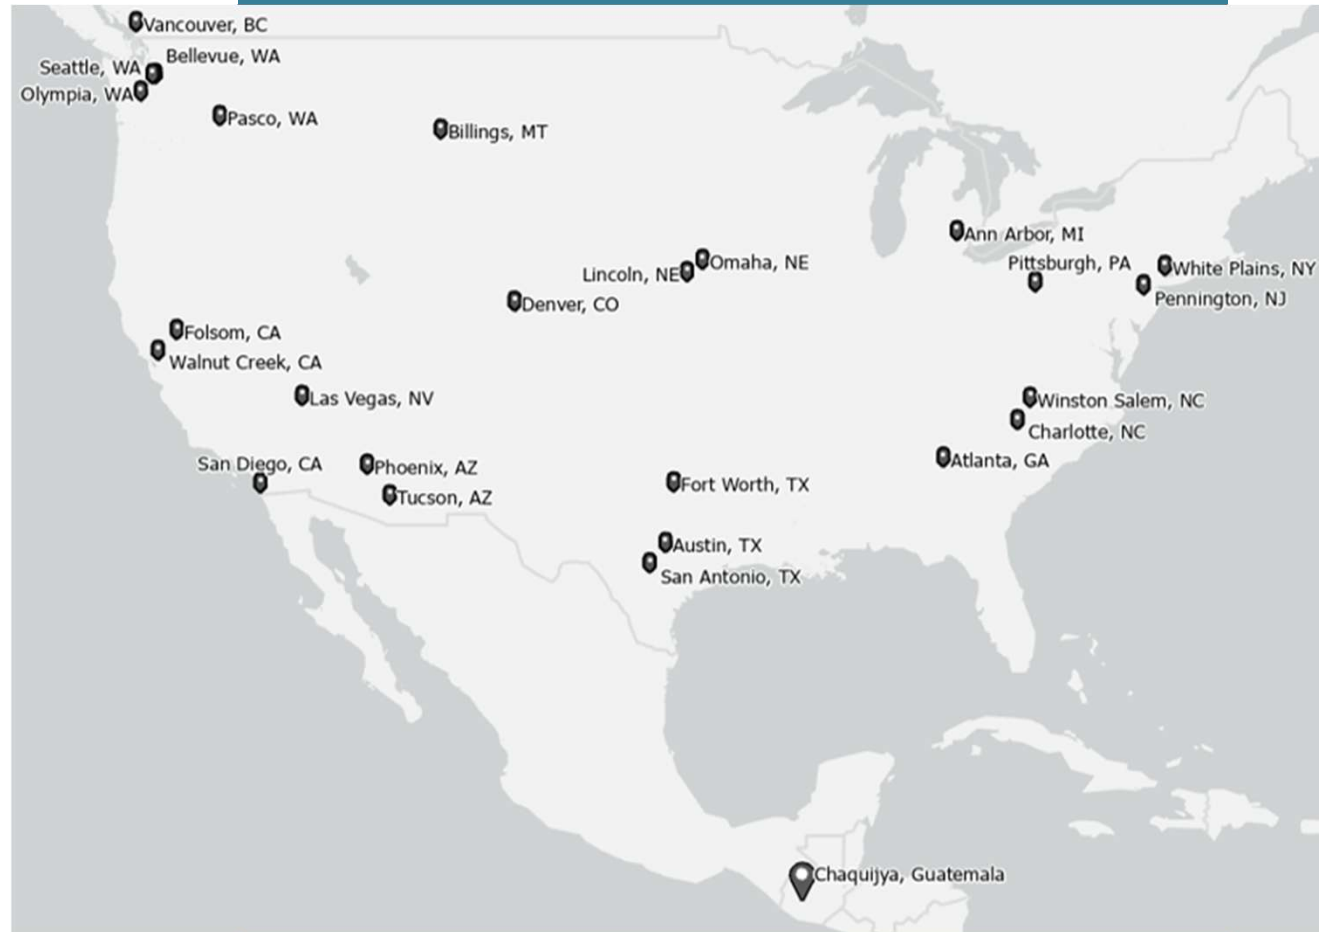 Vancouver, BC
Bellevue, WA
Seattle, WA
Olympia, WA
Pasco, WA
Billings, MT
Ann Arbor, MI
Pittsburgh, PA
White Plains, NY
Omaha, NE
Lincoln, NE
Pennington, NJ
Denver, CO
Folsom, CA
Walnut Creek, CA
Las Vegas, NV
Winston Salem, NC
Charlotte, NC
Atlanta, GA
San Diego, CA
Phoenix, AZ
Tucson, AZ
Fort Worth, TX
Austin, TX
San Antonio, TX
Chaquijya, Guatemala